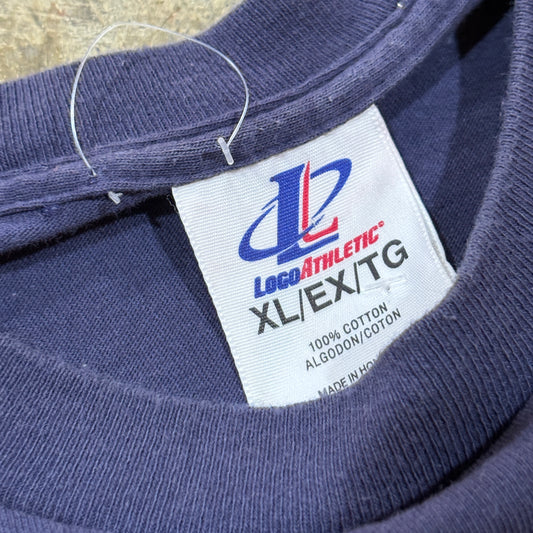 LOGOATHLETIC
XL/EX/TG
100% COTTON
ALGODON/COTON
MADE IN